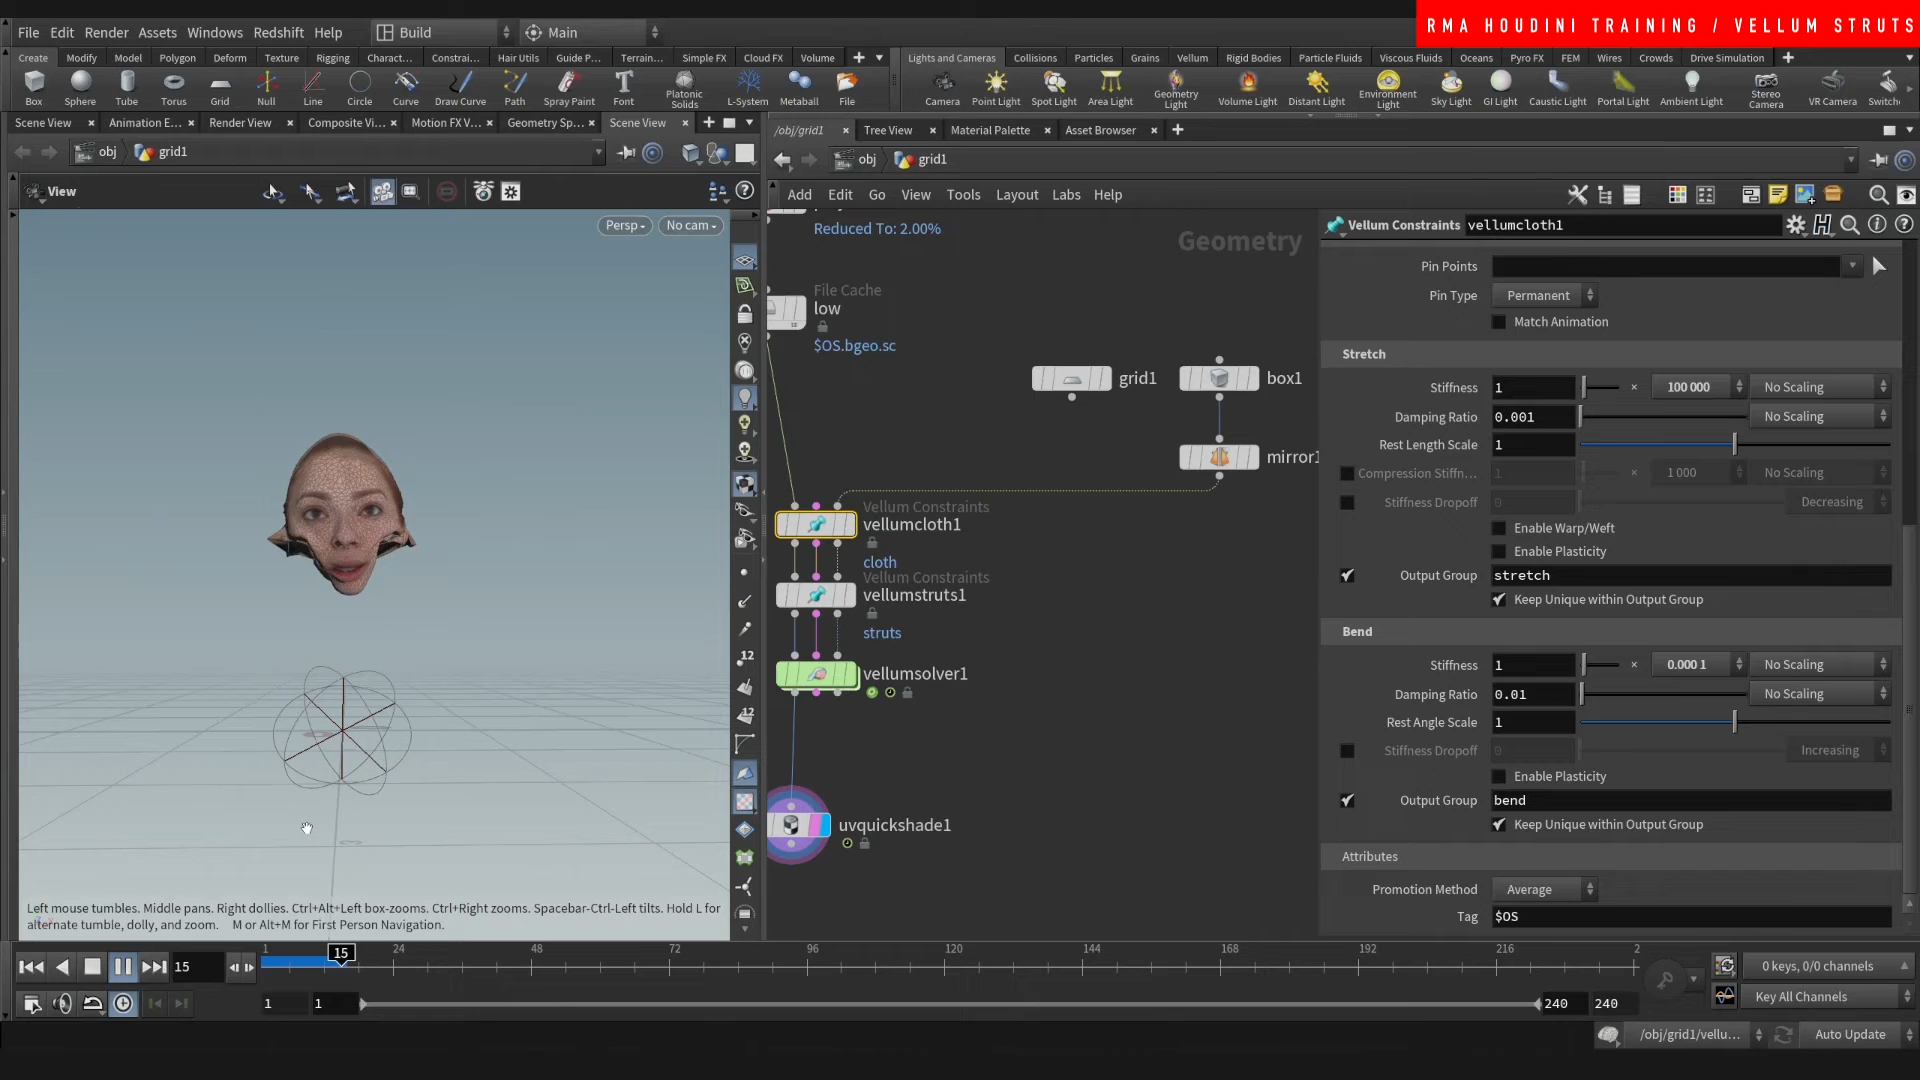 RMA HOUDINI TRAINING / VELLUM STRUTS
File Edit Render Assets Windows Redshift Help Build Main
Create Modify Model Polygon Deform Texture Rigging Charact... Constrai... Hair Utils Guide P... Terrain... Simple FX Cloud FX Volume
Lights and Cameras Collisions Particles Grains Vellum Rigid Bodies Particle Fluids Viscous Fluids Oceans Pyro FX FEM Wires Crowds Drive Simulation
Box Sphere Tube Torus Grid Null Line Circle Curve Draw Curve Path Spray Paint Font Platonic Solids L-System Metaball File
Camera Point Light Spot Light Area Light Geometry Light Volume Light Distant Light Environment Light Sky Light GI Light Caustic Light Portal Light Ambient Light Stereo Camera VR Camera Switch
Scene View Animation E... Render View Composite Vi... Motion FX V... Geometry Sp... Scene View
/obj/grid1 Tree View Material Palette Asset Browser
obj grid1
obj grid1
View
Persp No cam
Add Edit Go View Tools Layout Labs Help
Reduced To: 2.00%
Geometry
File Cache
low
$OS.bgeo.sc
grid1
box1
mirror1
Vellum Constraints
vellumcloth1
cloth
Vellum Constraints
vellumstruts1
struts
vellumsolver1
uvquickshade1
12
12
Vellum Constraints vellumcloth1
Pin Points
Pin Type Permanent
Match Animation
Stretch
Stiffness 1 × 100 000 No Scaling
Damping Ratio 0.001 No Scaling
Rest Length Scale 1
Compression Stiffn... 1 × 1 000 No Scaling
Stiffness Dropoff 0 Decreasing
Enable Warp/Weft
Enable Plasticity
Output Group stretch
Keep Unique within Output Group
Bend
Stiffness 1 × 0.000 1 No Scaling
Damping Ratio 0.01 No Scaling
Rest Angle Scale 1
Stiffness Dropoff 0 Increasing
Enable Plasticity
Output Group bend
Keep Unique within Output Group
Attributes
Promotion Method Average
Tag $OS
Left mouse tumbles. Middle pans. Right dollies. Ctrl+Alt+Left box-zooms. Ctrl+Right zooms. Spacebar-Ctrl-Left tilts. Hold L for
alternate tumble, dolly, and zoom. M or Alt+M for First Person Navigation.
1 15 24 48 72 96 120 144 168 192 216 2
15
0 keys, 0/0 channels
1 1 240 240
Key All Channels
/obj/grid1/vellu... Auto Update